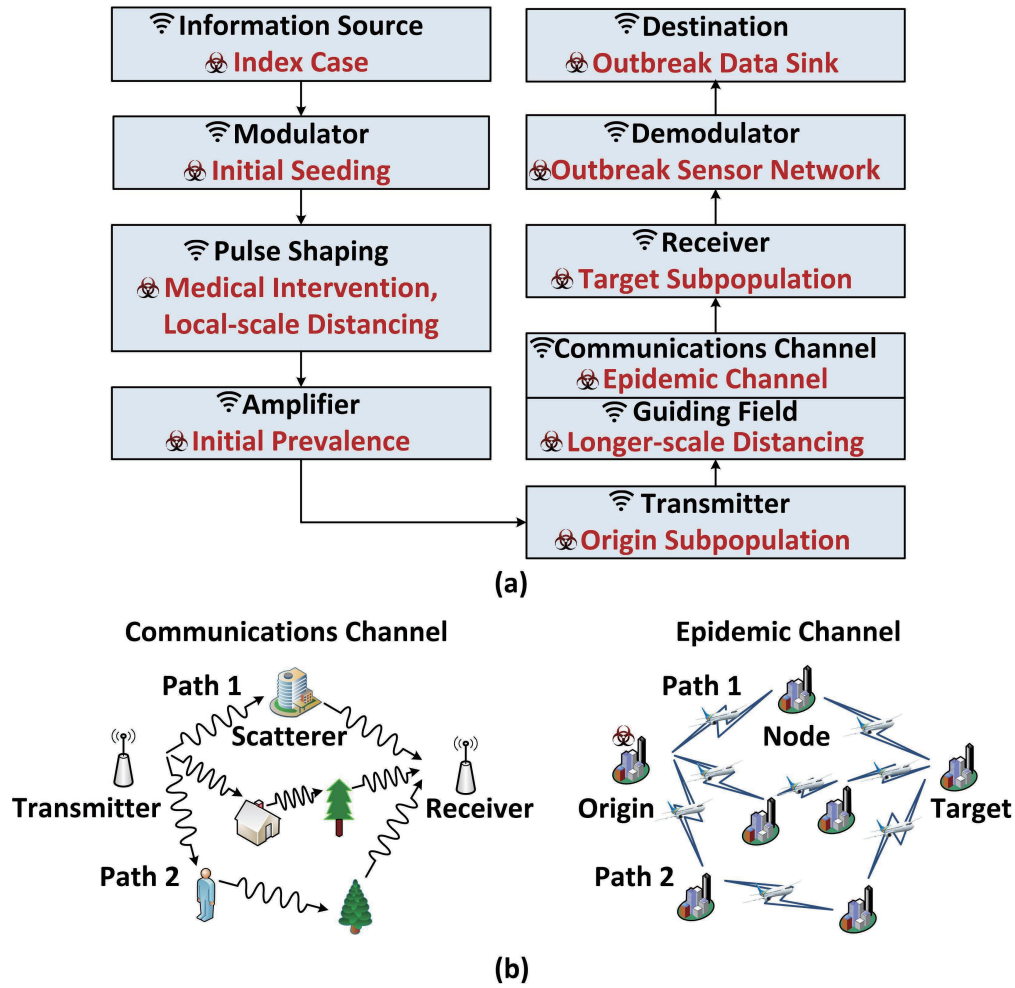 Information Source
Index Case
Modulator
Initial Seeding
Pulse Shaping
Medical Intervention,
Local-scale Distancing
Amplifier
Initial Prevalence
Destination
Outbreak Data Sink
Demodulator
Outbreak Sensor Network
Receiver
Target Subpopulation
Communications Channel
Epidemic Channel
Guiding Field
Longer-scale Distancing
Transmitter
Origin Subpopulation
(a)
Communications Channel
Path 1
Scatterer
Transmitter
Receiver
Path 2
Epidemic Channel
Path 1
Node
Origin
Target
Path 2
(b)